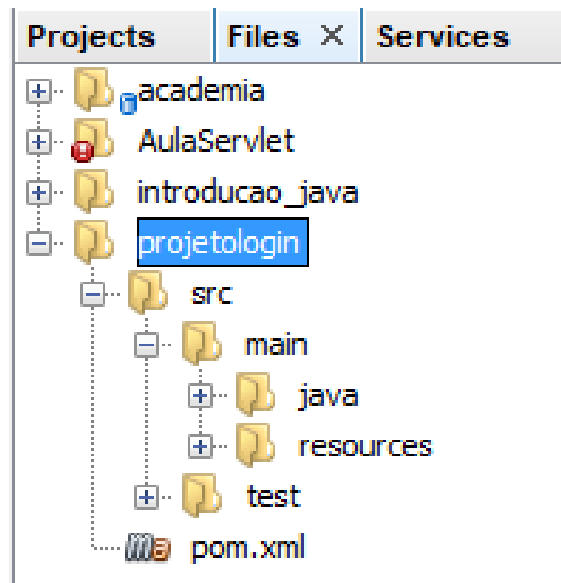 Projects Files × Services
academia
AulaServlet
introducao_java
projetologin
src
main
java
resources
test
pom.xml